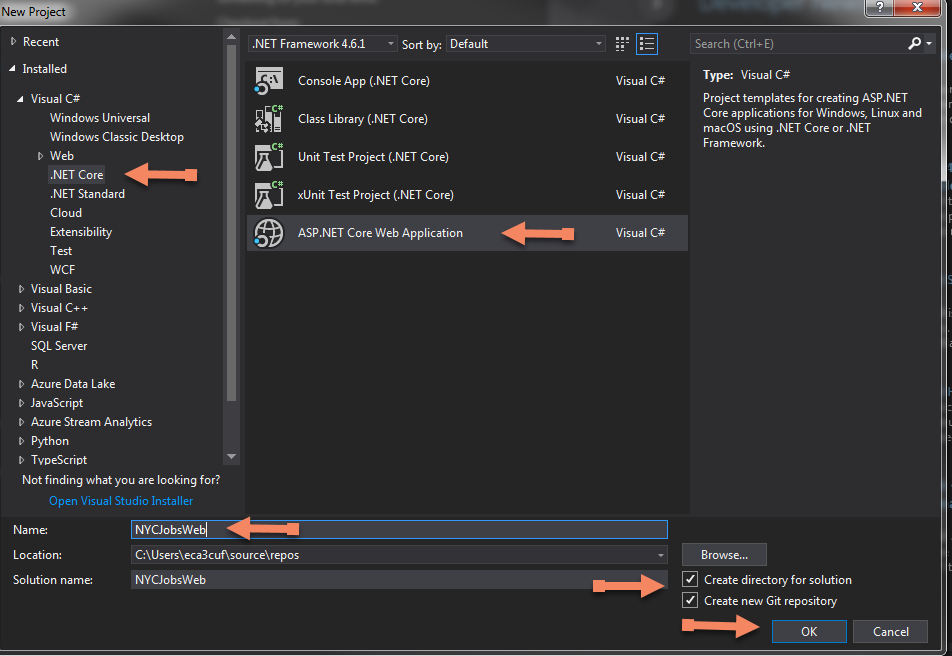 New Project
Recent
Installed
Visual C#
Windows Universal
Windows Classic Desktop
Web
.NET Core
.NET Standard
Cloud
Extensibility
Test
WCF
Visual Basic
Visual C++
Visual F#
SQL Server
R
Azure Data Lake
JavaScript
Azure Stream Analytics
Python
TypeScript
Not finding what you are looking for?
Open Visual Studio Installer
.NET Framework 4.6.1 Sort by: Default
Console App (.NET Core) Visual C#
Class Library (.NET Core) Visual C#
Unit Test Project (.NET Core) Visual C#
xUnit Test Project (.NET Core) Visual C#
ASP.NET Core Web Application Visual C#
Search (Ctrl+E)
Type: Visual C#
Project templates for creating ASP.NET
Core applications for Windows, Linux and
macOS using .NET Core or .NET
Framework.
Name: NYCJobsWeb
Location: C:\Users\eca3cuf\source\repos
Solution name: NYCJobsWeb
Browse...
Create directory for solution
Create new Git repository
OK Cancel